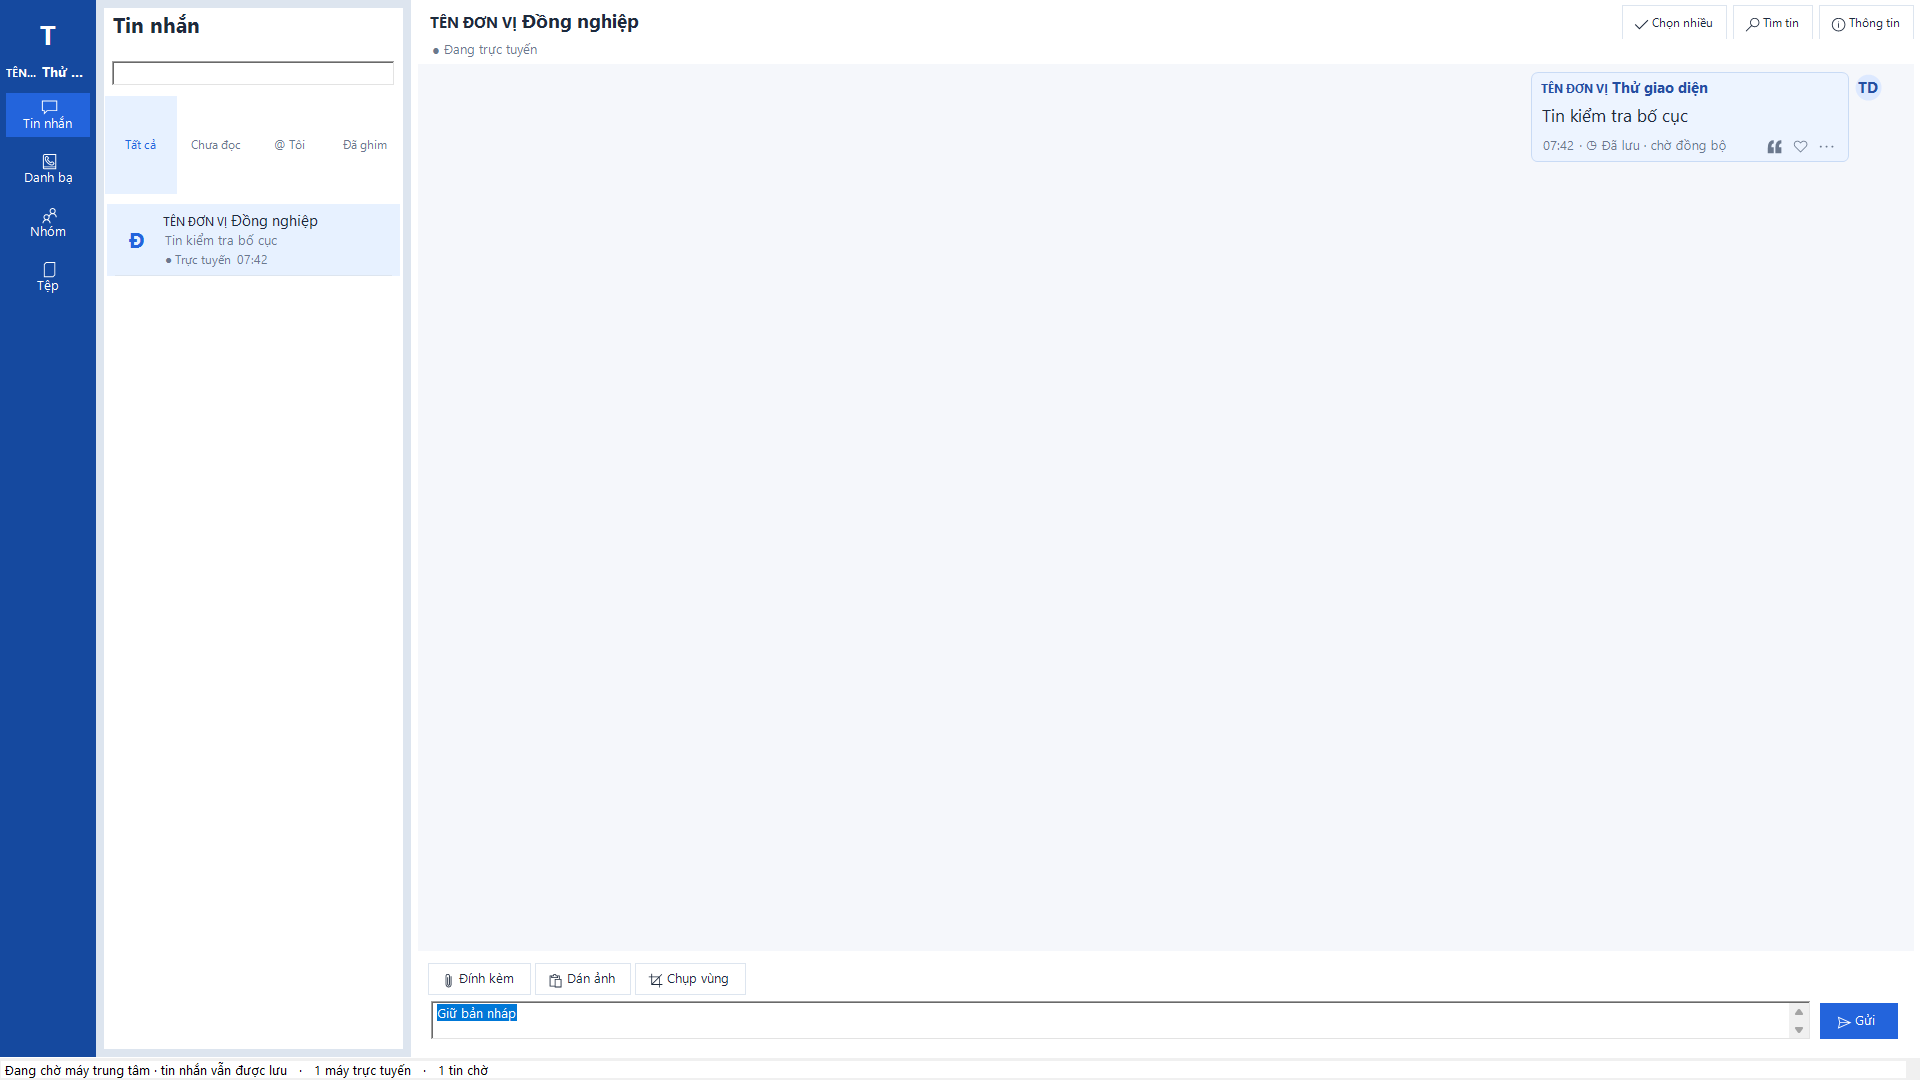 T
TÊN... Thử ...
Tin nhắn
Danh bạ
Nhóm
Tệp
Tin nhắn
Tất cả
Chưa đọc
@ Tôi
Đã ghim
Đ
TÊN ĐƠN VỊ Đồng nghiệp
Tin kiểm tra bố cục
● Trực tuyến 07:42
TÊN ĐƠN VỊ Đồng nghiệp
● Đang trực tuyến
Chọn nhiều
Tìm tin
Thông tin
TÊN ĐƠN VỊ Thử giao diện
TD
Tin kiểm tra bố cục
07:42 · ◷ Đã lưu · chờ đồng bộ
Đính kèm
Dán ảnh
Chụp vùng
Giữ bản nháp
Gửi
Đang chờ máy trung tâm · tin nhắn vẫn được lưu · 1 máy trực tuyến · 1 tin chờ